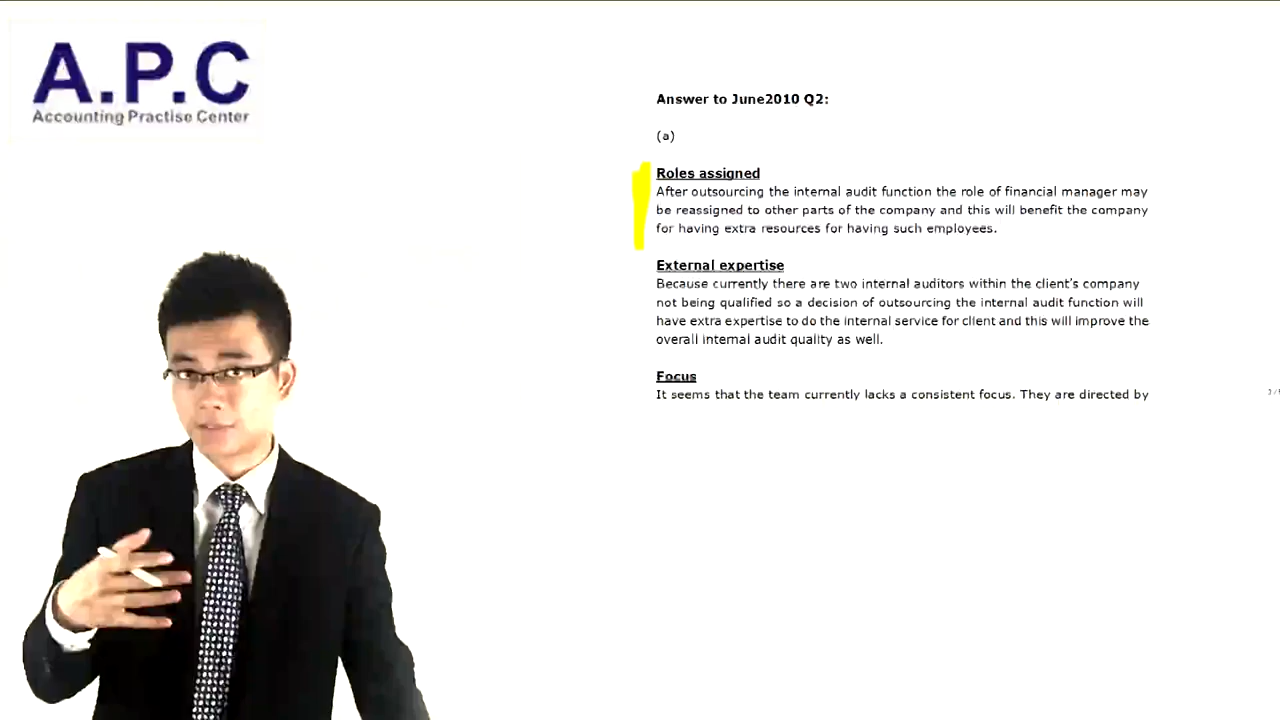 A.P.C
Accounting Practise Center
Answer to June2010 Q2:
(a)
Roles assigned
After outsourcing the internal audit function the role of financial manager may
be reassigned to other parts of the company and this will benefit the company
for having extra resources for having such employees.
External expertise
Because currently there are two internal auditors within the client's company
not being qualified so a decision of outsourcing the internal audit function will
have extra expertise to do the internal service for client and this will improve the
overall internal audit quality as well.
Focus
It seems that the team currently lacks a consistent focus. They are directed by